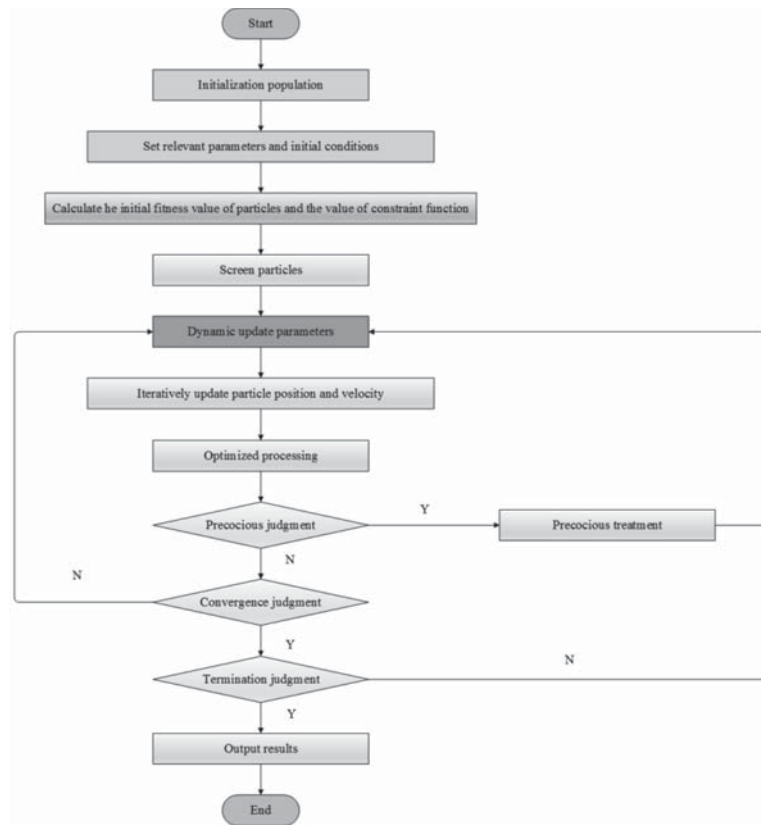 Start
Initialization population
Set relevant parameters and initial conditions
Calculate he initial fitness value of particles and the value of constraint function
Screen particles
Dynamic update parameters
Iteratively update particle position and velocity
Optimized processing
Precocious judgment
Y
Precocious treatment
N
N
Convergence judgment
Y
Termination judgment
N
Y
Output results
End